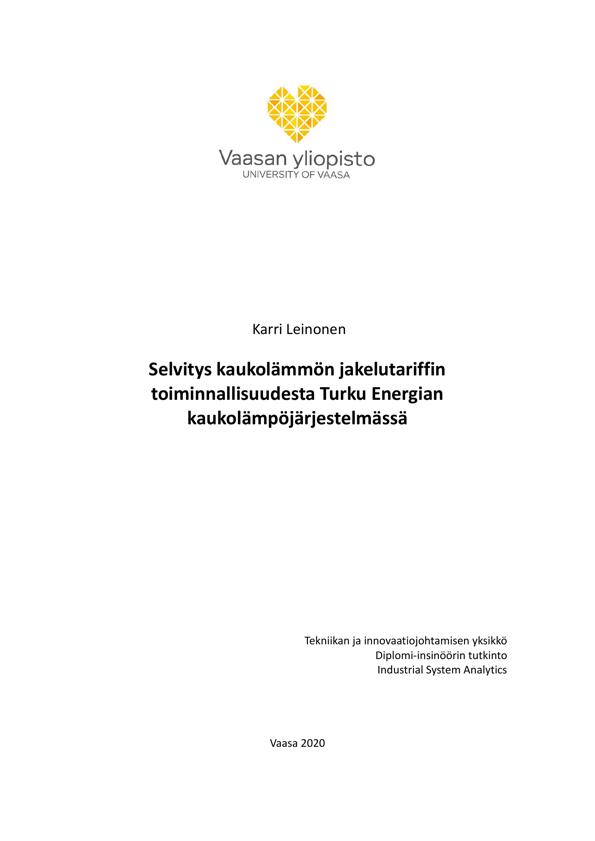 Vaasan yliopisto
UNIVERSITY OF VAASA
Karri Leinonen
Selvitys kaukolämmön jakelutariffin
toiminnallisuudesta Turku Energian
kaukolämpöjärjestelmässä
Tekniikan ja innovaatiojohtamisen yksikkö
Diplomi-insinöörin tutkinto
Industrial System Analytics
Vaasa 2020